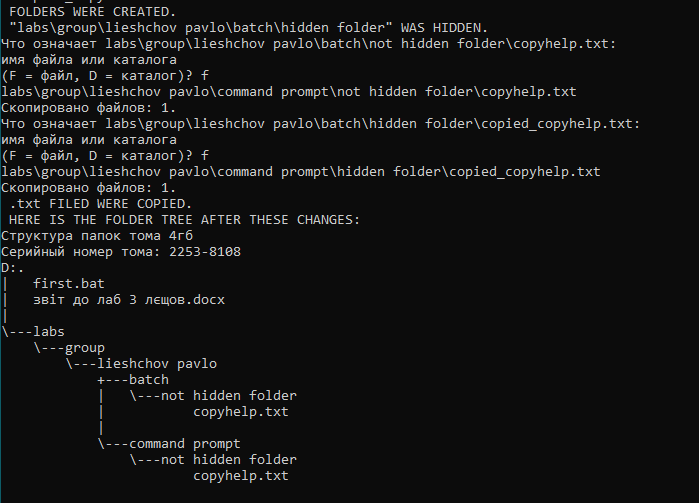 FOLDERS WERE CREATED.
"labs\group\lieshchov pavlo\batch\hidden folder" WAS HIDDEN.
Что означает labs\group\lieshchov pavlo\batch\not hidden folder\copyhelp.txt:
имя файла или каталога
(F = файл, D = каталог)? f
labs\group\lieshchov pavlo\command prompt\not hidden folder\copyhelp.txt
Скопировано файлов: 1.
Что означает labs\group\lieshchov pavlo\batch\hidden folder\copied_copyhelp.txt:
имя файла или каталога
(F = файл, D = каталог)? f
labs\group\lieshchov pavlo\command prompt\hidden folder\copied_copyhelp.txt
Скопировано файлов: 1.
.txt FILED WERE COPIED.
HERE IS THE FOLDER TREE AFTER THESE CHANGES:
Структура папок тома 4гб
Серийный номер тома: 2253-8108
D:.
|   first.bat
|   звіт до лаб 3 лєщов.docx
|
\---labs
    \---group
        \---lieshchov pavlo
            +---batch
            |   \---not hidden folder
            |           copyhelp.txt
            |
            \---command prompt
                \---not hidden folder
                        copyhelp.txt